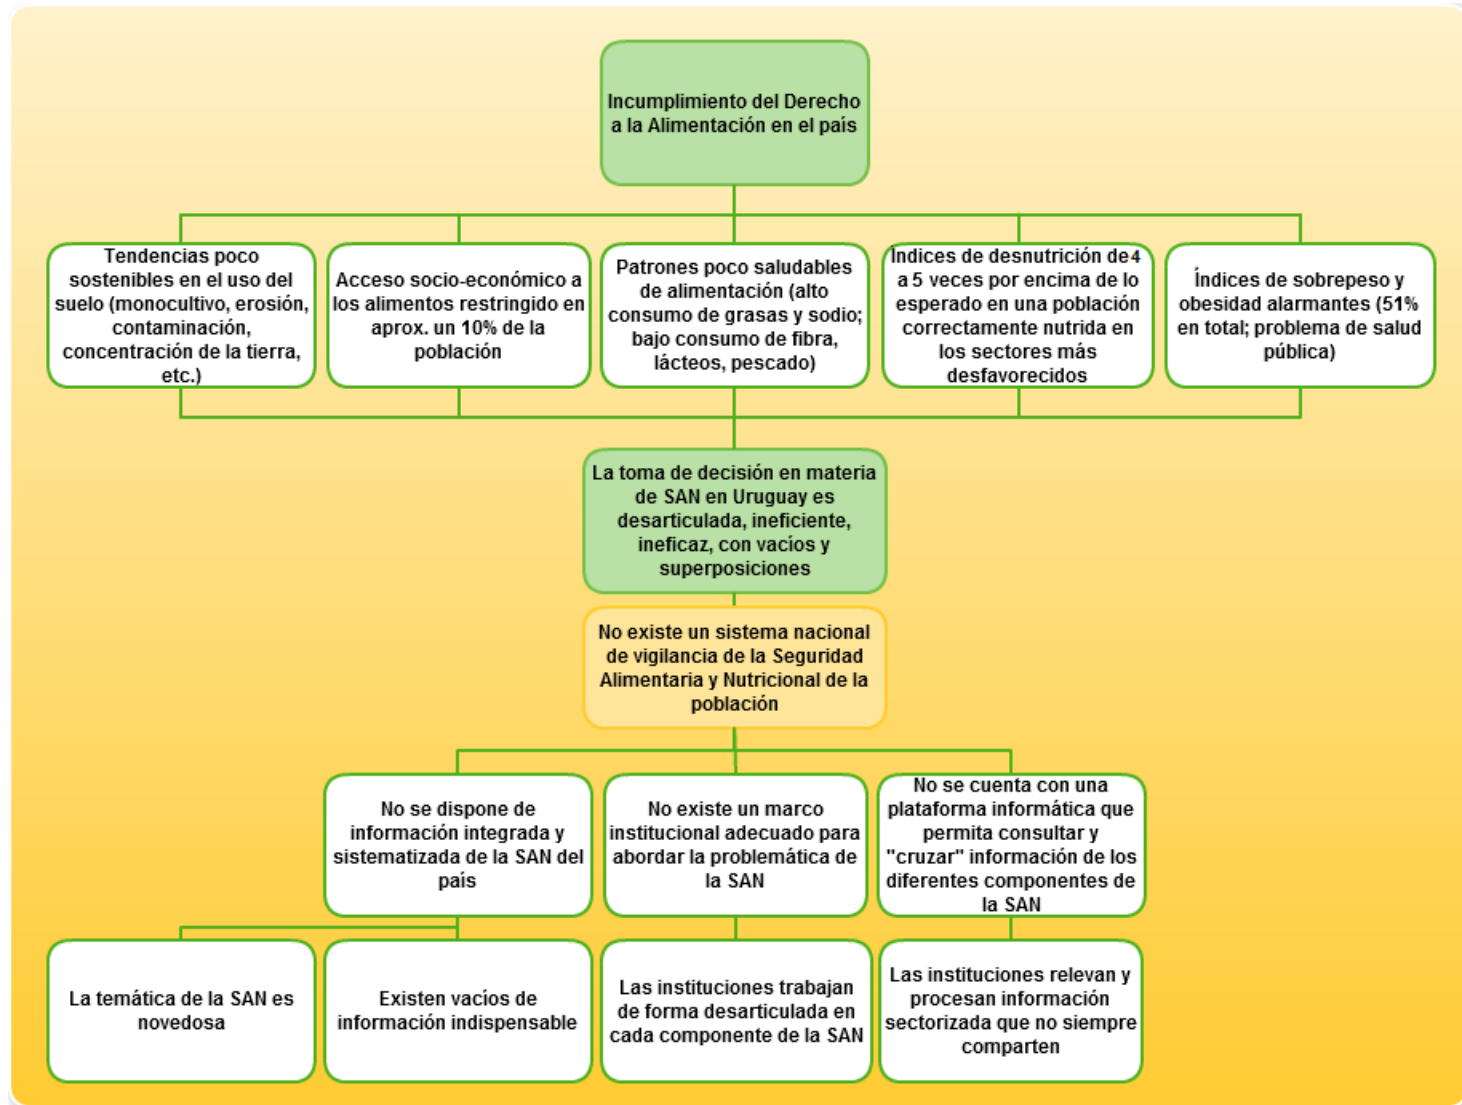 Incumplimiento del Derecho
a la Alimentación en el país
Tendencias poco
sostenibles en el uso del
suelo (monocultivo, erosión,
contaminación,
concentración de la tierra,
etc.)
Acceso socio-económico a
los alimentos restringido en
aprox. un 10% de la
población
Patrones poco saludables
de alimentación (alto
consumo de grasas y sodio;
bajo consumo de fibra,
lácteos, pescado)
Índices de desnutrición de 4
a 5 veces por encima de lo
esperado en una población
correctamente nutrida en
los sectores más
desfavorecidos
Índices de sobrepeso y
obesidad alarmantes (51%
en total; problema de salud
pública)
La toma de decisión en materia
de SAN en Uruguay es
desarticulada, ineficiente,
ineficaz, con vacíos y
superposiciones
No existe un sistema nacional
de vigilancia de la Seguridad
Alimentaria y Nutricional de la
población
No se dispone de
información integrada y
sistematizada de la SAN del
país
No existe un marco
institucional adecuado para
abordar la problemática de
la SAN
No se cuenta con una
plataforma informática que
permita consultar y
"cruzar" información de los
diferentes componentes de
la SAN
La temática de la SAN es
novedosa
Existen vacíos de
información indispensable
Las instituciones trabajan
de forma desarticulada en
cada componente de la SAN
Las instituciones relevan y
procesan información
sectorizada que no siempre
comparten